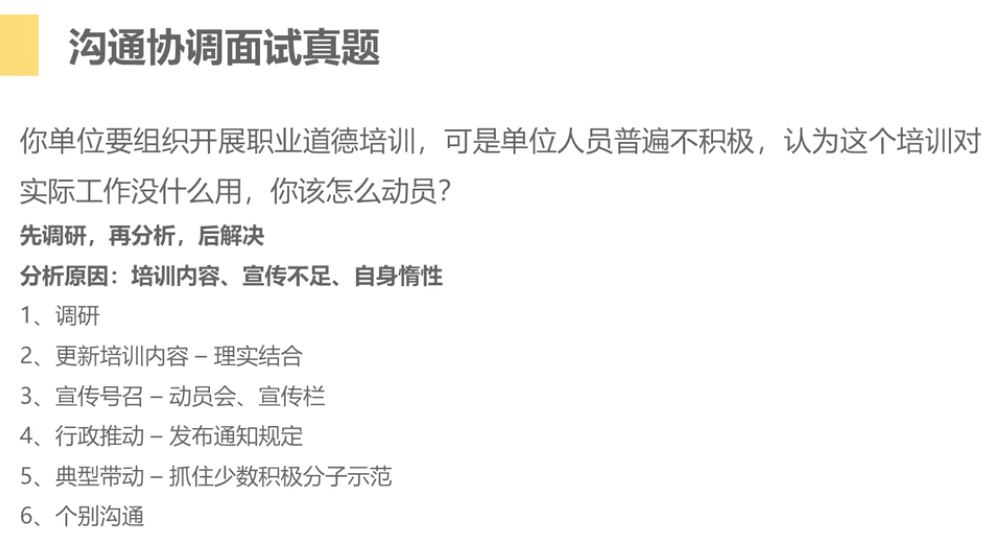 沟通协调面试真题
你单位要组织开展职业道德培训，可是单位人员普遍不积极，认为这个培训对
实际工作没什么用，你该怎么动员？
先调研，再分析，后解决
分析原因：培训内容、宣传不足、自身惰性
1、调研
2、更新培训内容 – 理实结合
3、宣传号召 – 动员会、宣传栏
4、行政推动 – 发布通知规定
5、典型带动 – 抓住少数积极分子示范
6、个别沟通